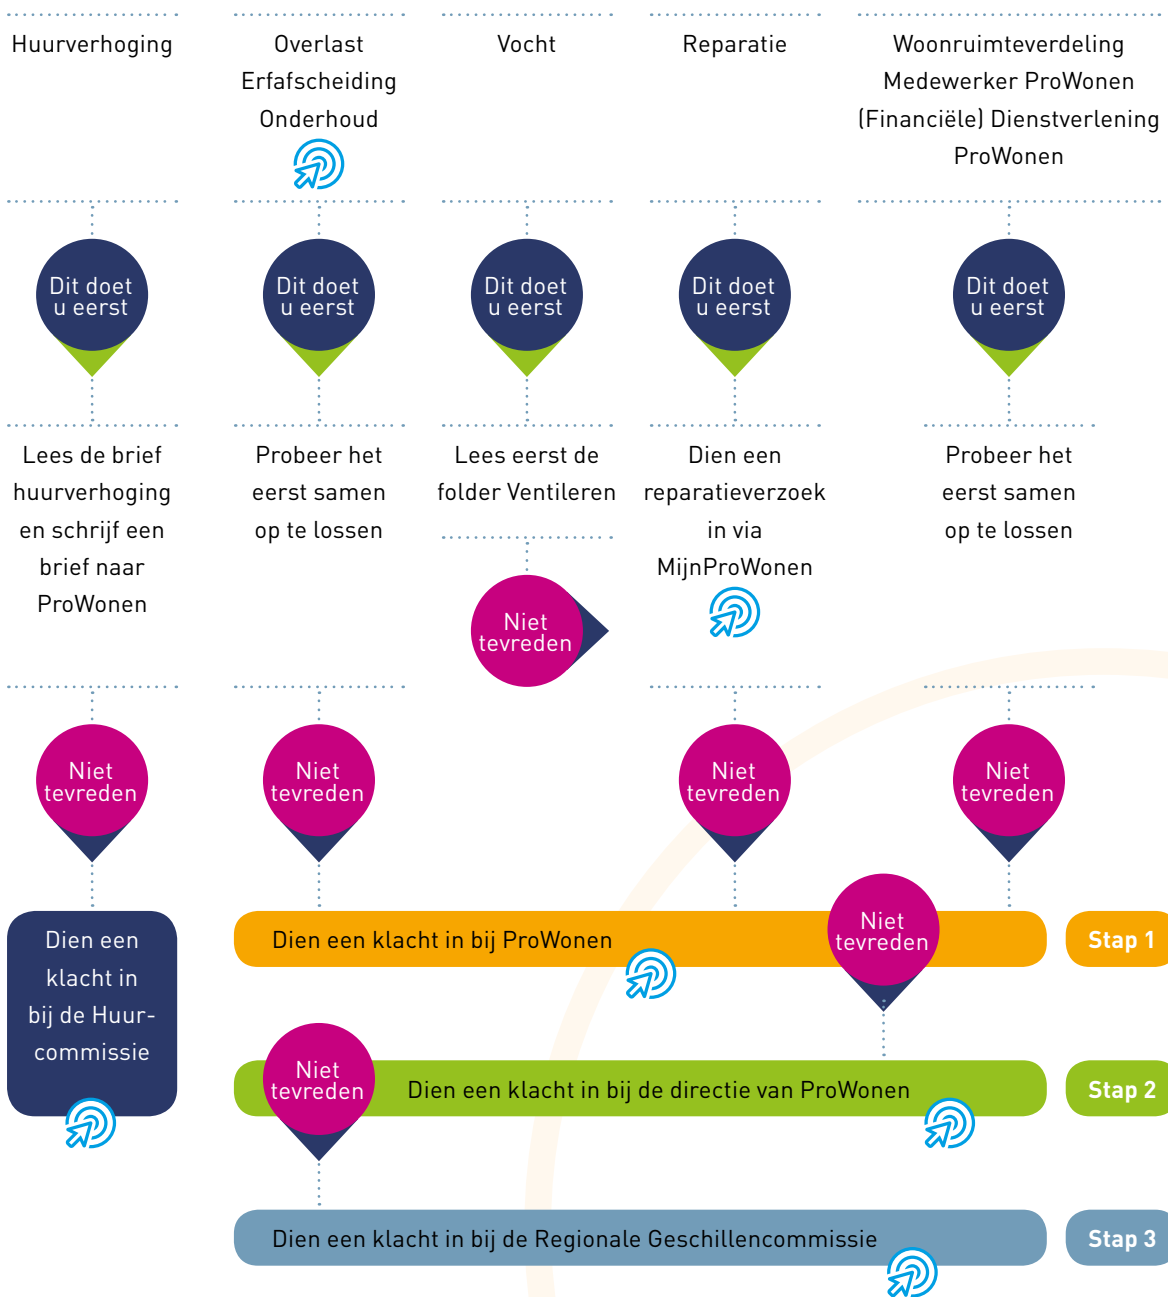 Huurverhoging
Overlast
Erfafscheiding
Onderhoud
Vocht
Reparatie
Woonruimteverdeling
Medewerker ProWonen
(Financiële) Dienstverlening
ProWonen
Dit doet
u eerst
Dit doet
u eerst
Dit doet
u eerst
Dit doet
u eerst
Dit doet
u eerst
Lees de brief
huurverhoging
en schrijf een
brief naar
ProWonen
Probeer het
eerst samen
op te lossen
Lees eerst de
folder Ventileren
Dien een
reparatieverzoek
in via
MijnProWonen
Probeer het
eerst samen
op te lossen
Niet
tevreden
Niet
tevreden
Niet
tevreden
Niet
tevreden
Niet
tevreden
Dien een
klacht in
bij de Huur-
commissie
Dien een klacht in bij ProWonen
Niet
tevreden
Stap 1
Niet
tevreden
Dien een klacht in bij de directie van ProWonen
Stap 2
Dien een klacht in bij de Regionale Geschillencommissie
Stap 3